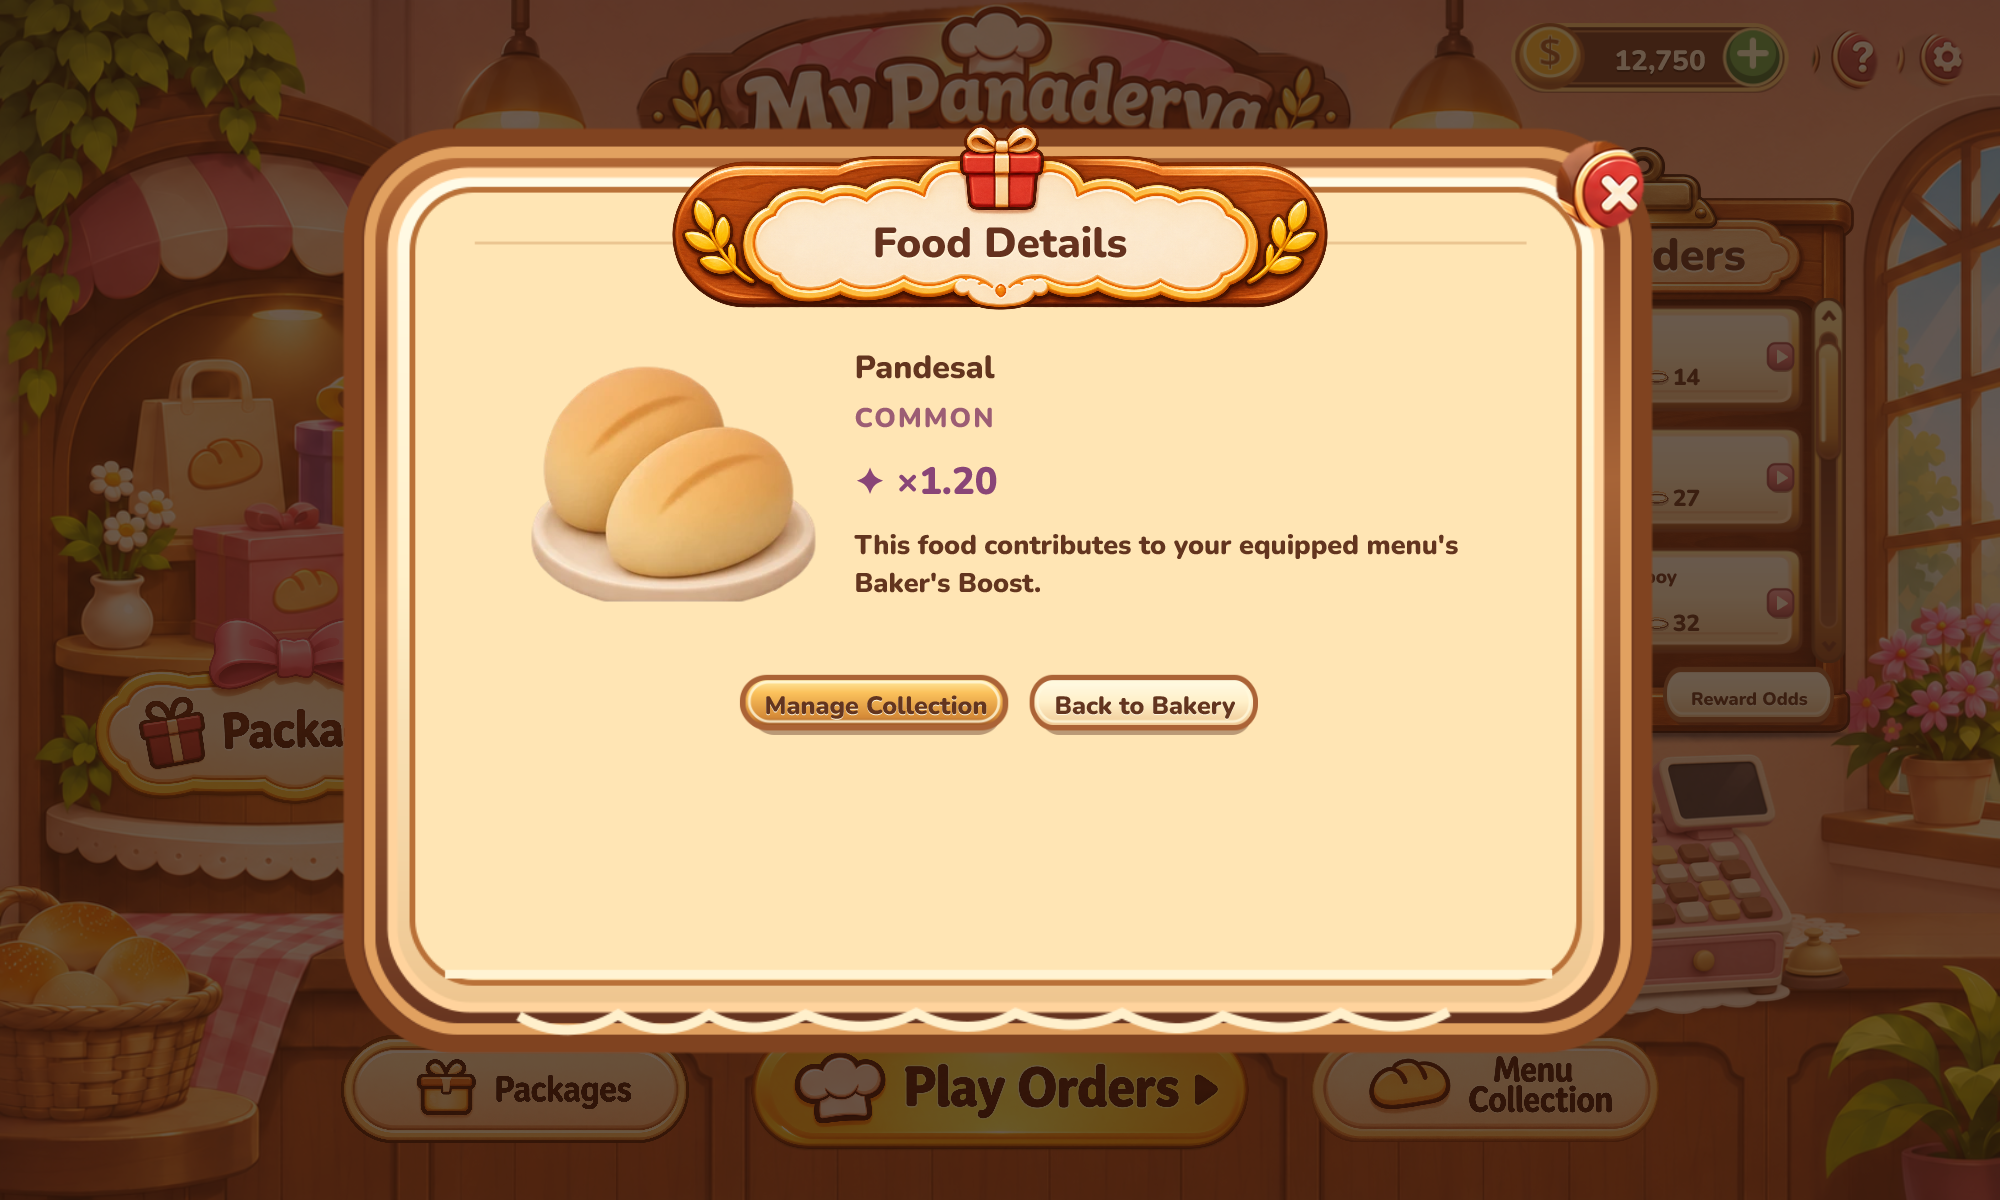 My Panaderya
$ 12,750 + ?
Food Details
Pandesal
COMMON
×1.20
This food contributes to your equipped menu's
Baker's Boost.
Manage Collection
Back to Bakery
ders
14
27
oy
32
Reward Odds
Packa
Packages
Play Orders
Menu
Collection